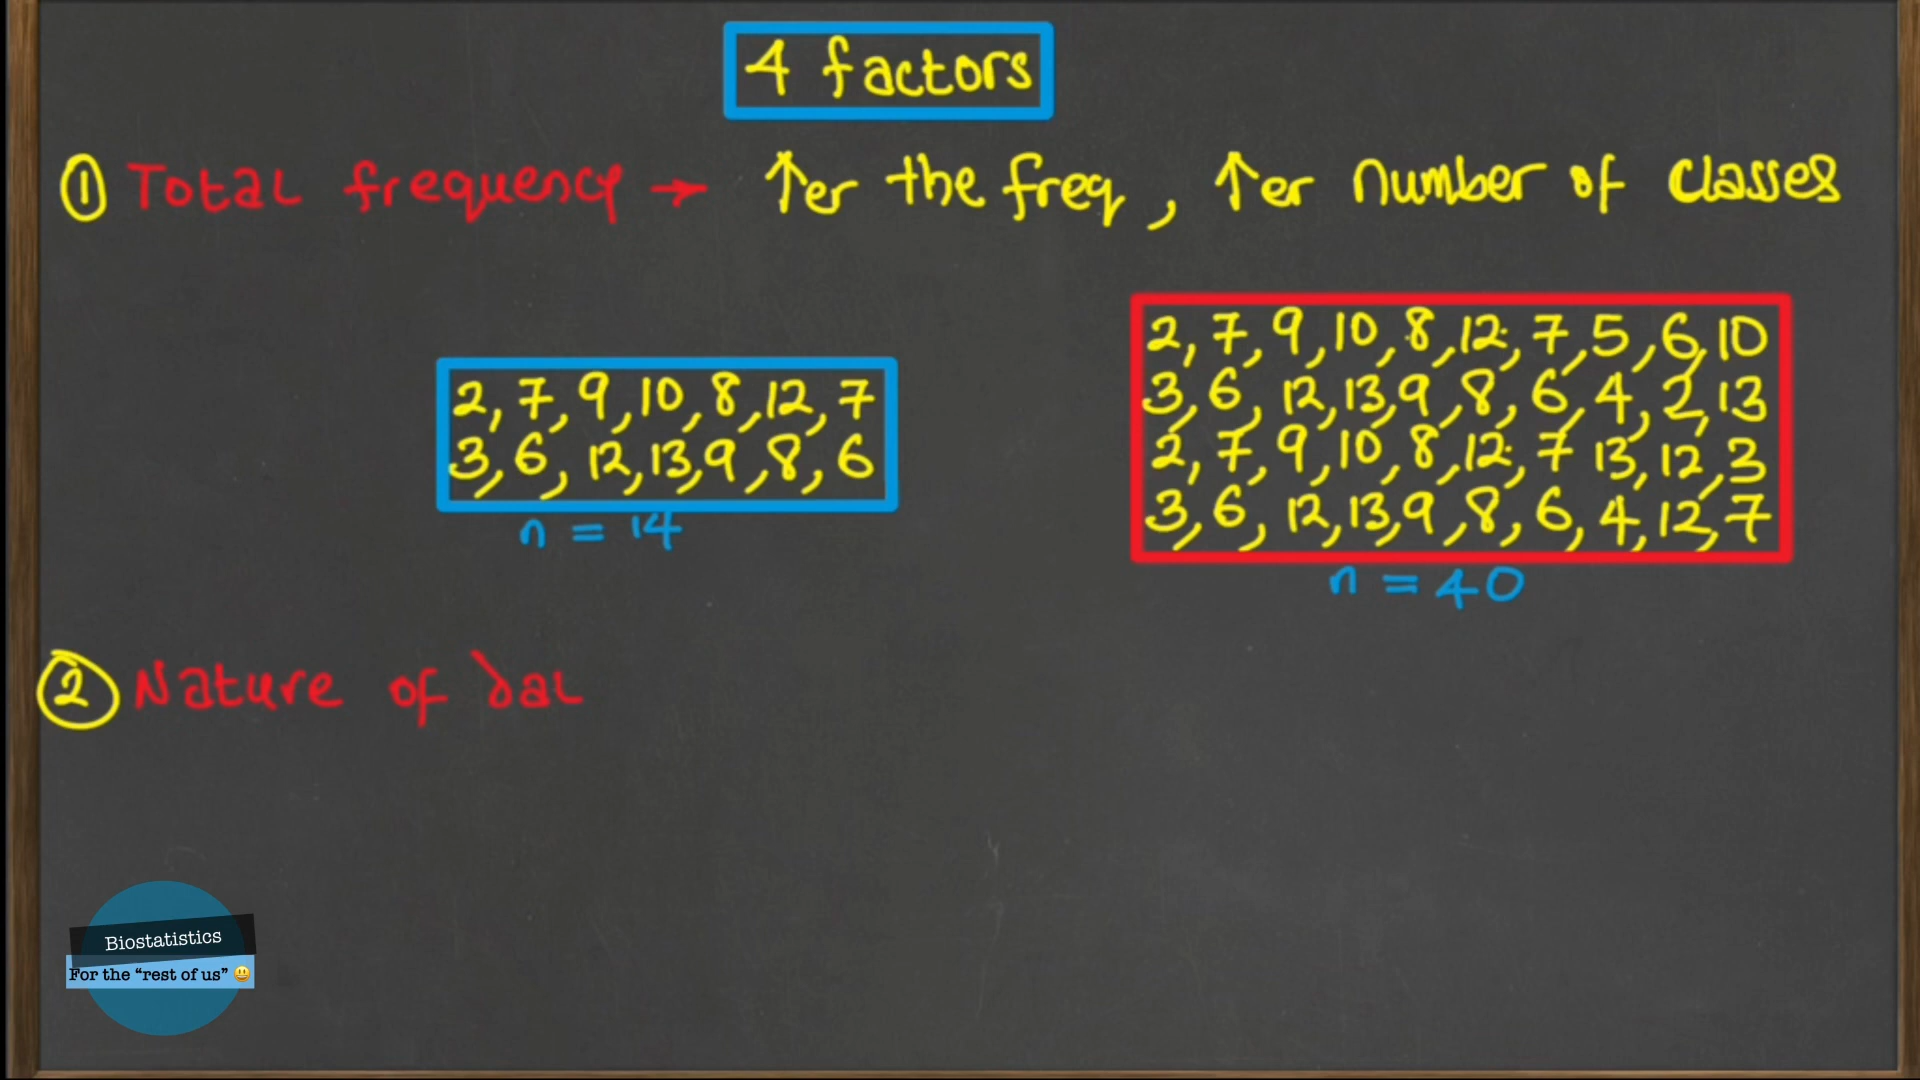 4 factors
① Total frequency → ↑er the freq, ↑er number of classes
2, 7, 9, 10, 8, 12, 7
3, 6, 12, 13, 9, 8, 6
n = 14
2, 7, 9, 10, 8, 12, 7, 5, 6, 10
3, 6, 12, 13, 9, 8, 6, 4, 2, 13
2, 7, 9, 10, 8, 12, 7 13, 12, 3
3, 6, 12, 13, 9, 8, 6, 4, 12, 7
n = 40
② Nature of
Biostatistics
For the “rest of us” 😃